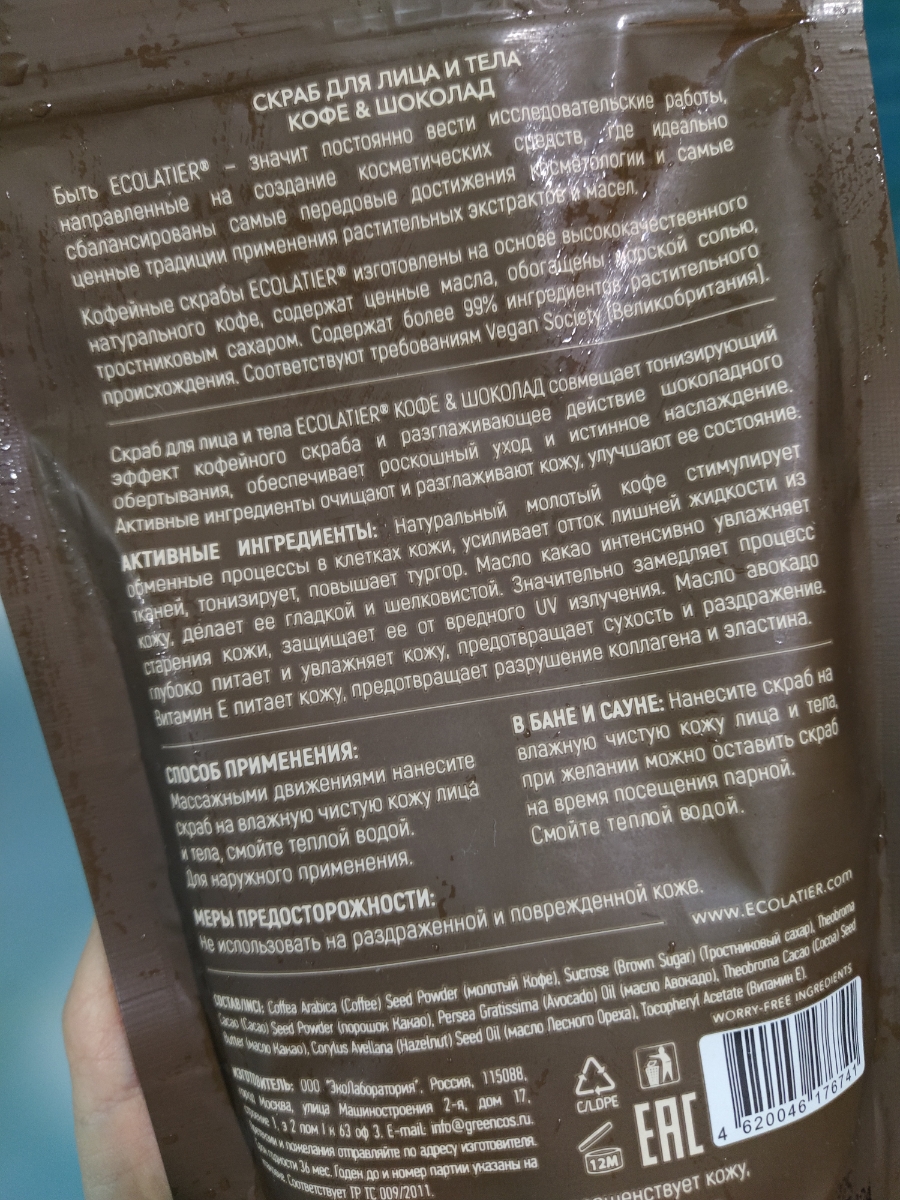 СКРАБ ДЛЯ ЛИЦА И ТЕЛА
КОФЕ & ШОКОЛАД
Быть ECOLATIER® – значит постоянно вести исследовательские работы,
направленные на создание косметических средств, где идеально
сбалансированы самые передовые достижения косметологии и самые
ценные традиции применения растительных экстрактов и масел.
Кофейные скрабы ECOLATIER® изготовлены на основе высококачественного
натурального кофе, содержат ценные масла, обогащены морской солью,
тростниковым сахаром. Содержат более 99% ингредиентов растительного
происхождения. Соответствуют требованиям Vegan Society (Великобритания).
Скраб для лица и тела ECOLATIER® КОФЕ & ШОКОЛАД совмещает тонизирующий
эффект кофейного скраба и разглаживающее действие шоколадного
обертывания, обеспечивает роскошный уход и истинное наслаждение.
Активные ингредиенты очищают и разглаживают кожу, улучшают ее состояние.
АКТИВНЫЕ ИНГРЕДИЕНТЫ: Натуральный молотый кофе стимулирует
обменные процессы в клетках кожи, усиливает отток лишней жидкости из
тканей, тонизирует, повышает тургор. Масло какао интенсивно увлажняет
кожу, делает ее гладкой и шелковистой. Значительно замедляет процесс
старения кожи, защищает ее от вредного UV излучения. Масло авокадо
глубоко питает и увлажняет кожу, предотвращает сухость и раздражение.
Витамин Е питает кожу, предотвращает разрушение коллагена и эластина.
СПОСОБ ПРИМЕНЕНИЯ:
Массажными движениями нанесите
скраб на влажную чистую кожу лица
и тела, смойте теплой водой.
Для наружного применения.
В БАНЕ И САУНЕ: Нанесите скраб на
влажную чистую кожу лица и тела,
при желании можно оставить скраб
на время посещения парной.
Смойте теплой водой.
МЕРЫ ПРЕДОСТОРОЖНОСТИ:
Не использовать на раздраженной и поврежденной коже.
WWW.ECOLATIER.COM
СОСТАВ/INCI: Coffea Arabica (Coffee) Seed Powder (молотый Кофе), Sucrose (Brown Sugar) (Тростниковый сахар), Theobroma
Cacao (Cacao) Seed Powder (порошок Какао), Persea Gratissima (Avocado) Oil (масло Авокадо), Theobroma Cacao (Cocoa) Seed
Butter (масло Какао), Corylus Avellana (Hazelnut) Seed Oil (масло Лесного Ореха), Tocopheryl Acetate (Витамин Е).
WORRY-FREE INGREDIENTS
ИЗГОТОВИТЕЛЬ: ООО "ЭкоЛаборатория". Россия, 115088,
город Москва, улица Машиностроения 2-я, дом 17,
строение 1, э 2 пом I к 63 оф 3. E-mail: info@greencos.ru.
и пожелания отправляйте по адресу изготовителя.
годности 36 мес. Годен до и номер партии указаны на
Соответствует ТР ТС 009/2011.
C/LDPE
12M
EAC
4 620046 176741
кожу,